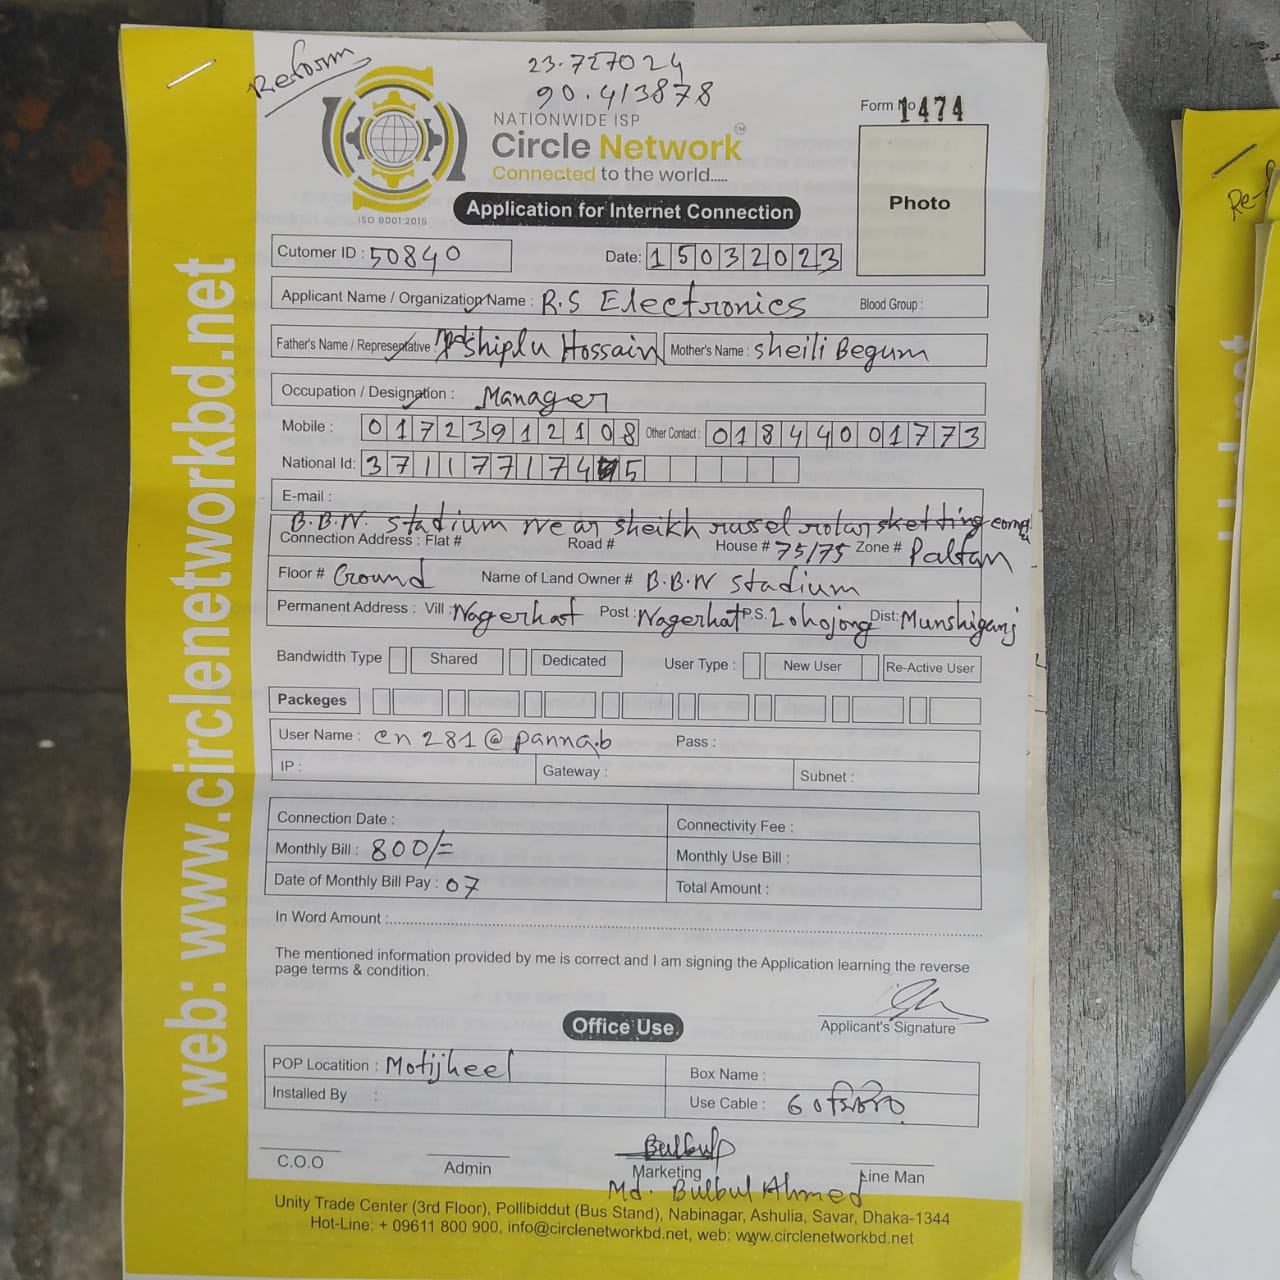 Reform
23.727024
90.413878
NATIONWIDE ISP
Circle Network TM
Connected to the world.....
ISO 9001:2015
Form No 1474
Photo
Application for Internet Connection
Cutomer ID : 50840 Date: 15032023
Applicant Name / Organization Name : R.S Electronics Blood Group :
Father's Name / Representative : Md Shiplu Hossain Mother's Name : Sheili Begum
Occupation / Designation : Manager
Mobile : 01723912108 Other Contact : 01844001773
National Id: 3711771745
E-mail :
B.B.N. Stadium near sheikh russel rolar sketting
Connection Address : Flat # Road # House # 75/75 Zone # Paltan
Floor # Ground Name of Land Owner # B.B.N Stadium
Permanent Address : Vill : Nagerhat Post : Nagerhat P.S. Lohojong Dist: Munshiganj
Bandwidth Type Shared Dedicated User Type : New User Re-Active User
Packeges
User Name : cn281@panna.b Pass :
IP : Gateway : Subnet :
Connection Date : Connectivity Fee :
Monthly Bill : 800/= Monthly Use Bill :
Date of Monthly Bill Pay : 07 Total Amount :
In Word Amount :
The mentioned information provided by me is correct and I am signing the Application learning the reverse
page terms & condition.
Applicant's Signature
Office Use.
POP Locatition : Motijheel Box Name :
Installed By : Use Cable : ৬০মিটার
Bulbul
C.O.O Admin Marketing Line Man
Md. Bulbul Ahmed
Unity Trade Center (3rd Floor), Pollibiddut (Bus Stand), Nabinagar, Ashulia, Savar, Dhaka-1344
Hot-Line: + 09611 800 900, info@circlenetworkbd.net, web: www.circlenetworkbd.net
web: www.circlenetworkbd.net